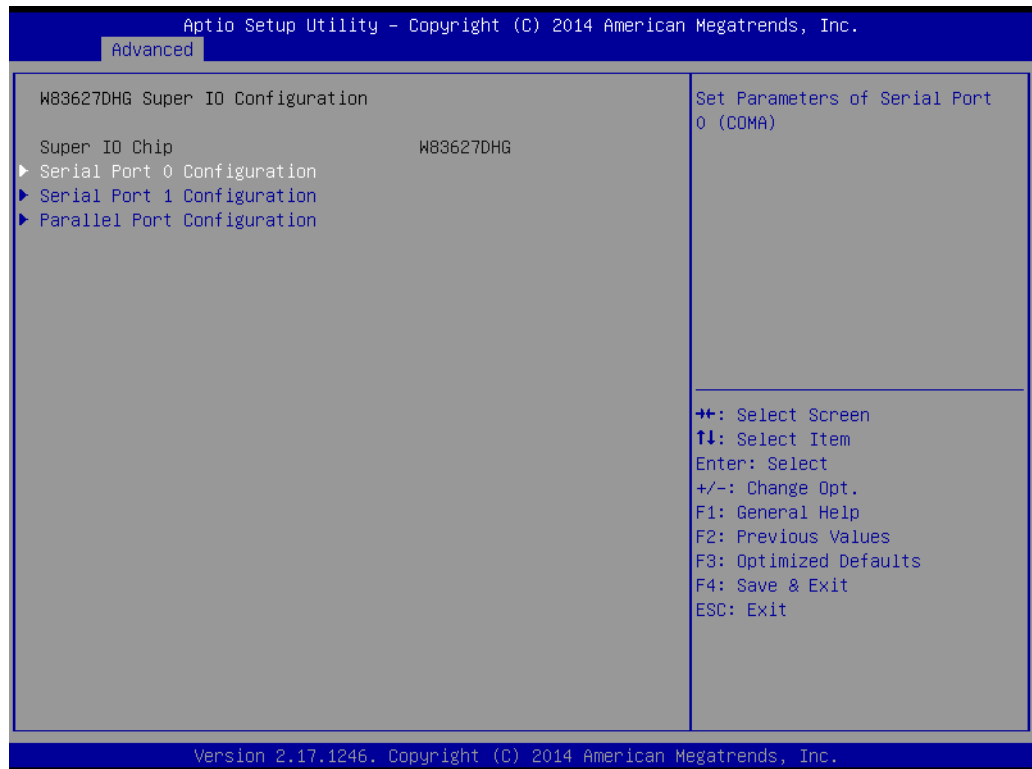 Aptio Setup Utility – Copyright (C) 2014 American Megatrends, Inc.
Advanced
W83627DHG Super IO Configuration
Super IO Chip W83627DHG
Serial Port 0 Configuration
Serial Port 1 Configuration
Parallel Port Configuration
Set Parameters of Serial Port
0 (COMA)
→←: Select Screen
↑↓: Select Item
Enter: Select
+/-: Change Opt.
F1: General Help
F2: Previous Values
F3: Optimized Defaults
F4: Save & Exit
ESC: Exit
Version 2.17.1246. Copyright (C) 2014 American Megatrends, Inc.